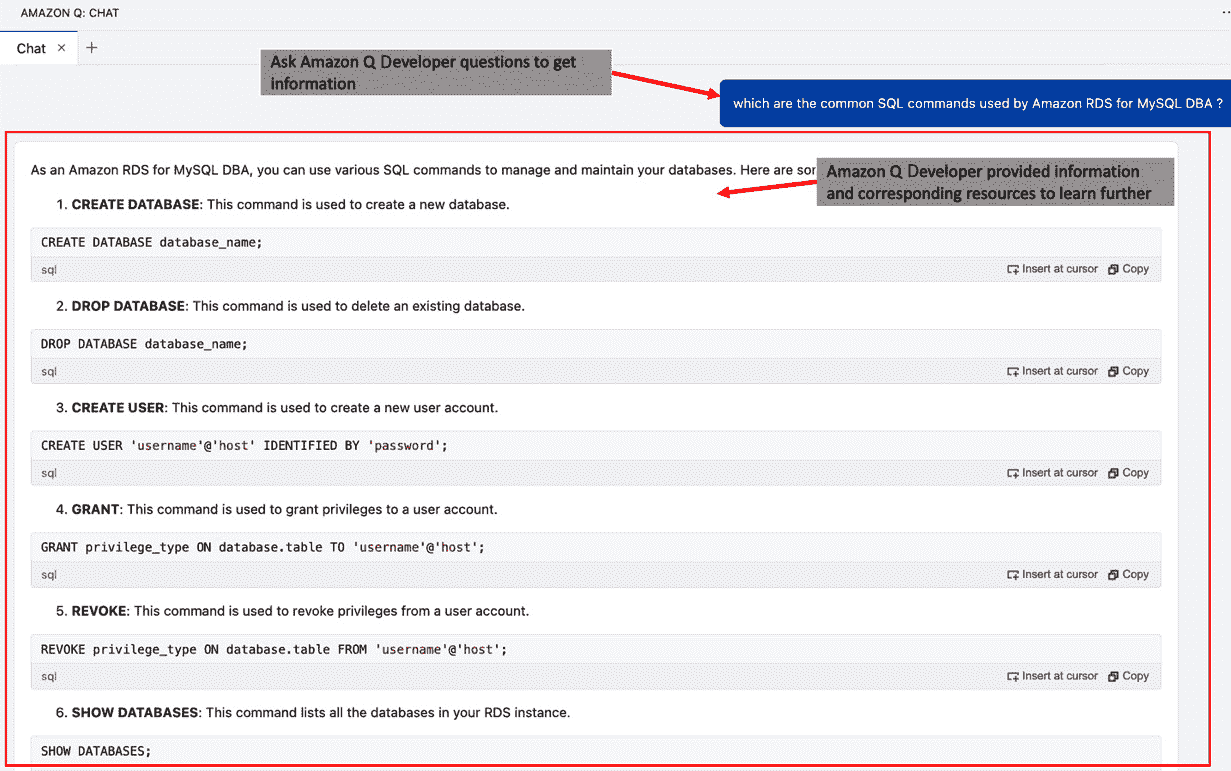 AMAZON Q: CHAT
Chat
Ask Amazon Q Developer questions to get
information
which are the common SQL commands used by Amazon RDS for MySQL DBA ?
As an Amazon RDS for MySQL DBA, you can use various SQL commands to manage and maintain your databases. Here are
Amazon Q Developer provided information
and corresponding resources to learn further
1. CREATE DATABASE: This command is used to create a new database.
CREATE DATABASE database_name;
sql Insert at cursor Copy
2. DROP DATABASE: This command is used to delete an existing database.
DROP DATABASE database_name;
sql Insert at cursor Copy
3. CREATE USER: This command is used to create a new user account.
CREATE USER 'username'@'host' IDENTIFIED BY 'password';
sql Insert at cursor Copy
4. GRANT: This command is used to grant privileges to a user account.
GRANT privilege_type ON database.table TO 'username'@'host';
sql Insert at cursor Copy
5. REVOKE: This command is used to revoke privileges from a user account.
REVOKE privilege_type ON database.table FROM 'username'@'host';
sql Insert at cursor Copy
6. SHOW DATABASES: This command lists all the databases in your RDS instance.
SHOW DATABASES;